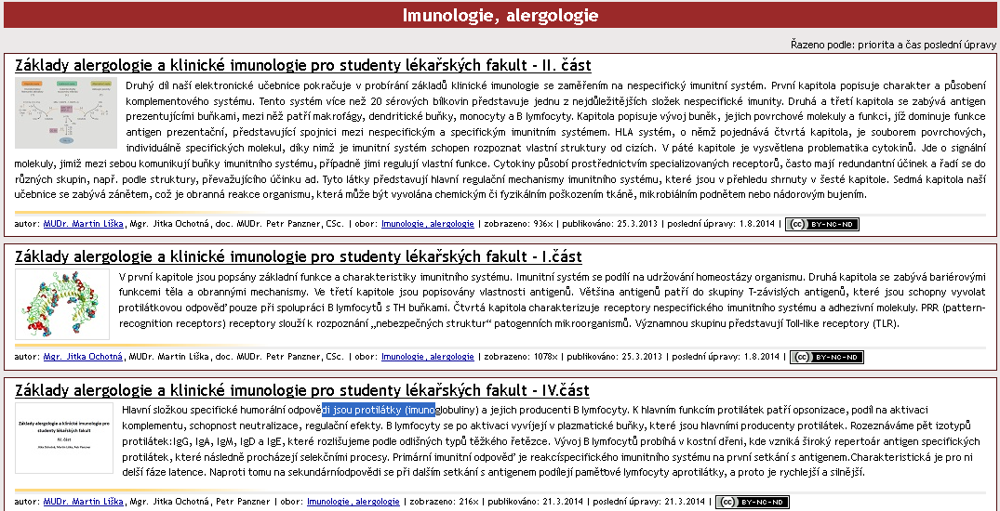 Imunologie, alergologie
Řazeno podle: priorita a čas poslední úpravy
Základy alergologie a klinické imunologie pro studenty lékařských fakult - II. část
Druhý díl naší elektronické učebnice pokračuje v probírání základů klinické imunologie se zaměřením na nespecifický imunitní systém. První kapitola popisuje charakter a působení
komplementového systému. Tento systém více než 20 sérových bílkovin představuje jednu z nejdůležitějších složek nespecifické imunity. Druhá a třetí kapitola se zabývá antigen
prezentujícími buňkami, mezi něž patří makrofágy, dendritické buňky, monocyty a B lymfocyty. Kapitola popisuje vývoj buněk, jejich povrchové molekuly a funkci, jíž dominuje funkce
antigen prezentační, představující spojnici mezi nespecifickým a specifickým imunitním systémem. HLA systém, o němž pojednává čtvrtá kapitola, je souborem povrchových,
individuálně specifických molekul, díky nimž je imunitní systém schopen rozpoznat vlastní struktury od cizích. V páté kapitole je vysvětlena problematika cytokinů. Jde o signální
molekuly, jimiž mezi sebou komunikují buňky imunitního systému, případně jimi regulují vlastní funkce. Cytokiny působí prostřednictvím specializovaných receptorů, často mají redundantní účinek a řadí se do
různých skupin, např. podle struktury, převažujícího účinku ad. Tyto látky představují hlavní regulační mechanismy imunitního systému, které jsou v přehledu shrnuty v šesté kapitole. Sedmá kapitola naší
učebnice se zabývá zánětem, což je obranná reakce organismu, která může být vyvolána chemickým či fyzikálním poškozením tkáně, mikrobiálním podnětem nebo nádorovým bujením.
autor: MUDr. Martin Liška, Mgr. Jitka Ochotná, doc. MUDr. Petr Panzner, CSc. | obor: Imunologie, alergologie | zobrazeno: 936x | publikováno: 25.3.2013 | poslední úpravy: 1.8.2014 | (cc) BY-NC-ND
Základy alergologie a klinické imunologie pro studenty lékařských fakult - I.část
V první kapitole jsou popsány základní funkce a charakteristiky imunitního systému. Imunitní systém se podílí na udržování homeostázy organismu. Druhá kapitola se zabývá bariérovými
funkcemi těla a obrannými mechanismy. Ve třetí kapitole jsou popisovány vlastnosti antigenů. Většina antigenů patří do skupiny T-závislých antigenů, které jsou schopny vyvolat
protilátkovou odpověď pouze při spolupráci B lymfocytů s TH buňkami. Čtvrtá kapitola charakterizuje receptory nespecifického imunitního systému a adhezivní molekuly. PRR (pattern-
recognition receptors) receptory slouží k rozpoznání „nebezpečných struktur“ patogenních mikroorganismů. Významnou skupinu představují Toll-like receptory (TLR).
autor: Mgr. Jitka Ochotná, MUDr. Martin Liška, doc. MUDr. Petr Panzner, CSc. | obor: Imunologie, alergologie | zobrazeno: 1078x | publikováno: 25.3.2013 | poslední úpravy: 1.8.2014 | (cc) BY-NC-ND
Základy alergologie a klinické imunologie pro studenty lékařských fakult - IV.část
Základy alergologie a klinické imunologie pro
studenty lékařských fakult
IV. část
Hlavní složkou specifické humorální odpovědi jsou protilátky (imunoglobuliny) a jejich producenti B lymfocyty. K hlavním funkcím protilátek patří opsonizace, podíl na aktivaci
komplementu, schopnost neutralizace, regulační efekty. B lymfocyty se po aktivaci vyvíjejí v plazmatické buňky, které jsou hlavními producenty protilátek. Rozeznáváme pět izotypů
protilátek:IgG, IgA, IgM, IgD a IgE, které rozlišujeme podle odlišných typů těžkého řetězce. Vývoj B lymfocytů probíhá v kostní dřeni, kde vzniká široký repertoár antigen specifických
protilátek, které následně procházejí selekčními procesy. Primární imunitní odpověď je reakcíspecifického imunitního systému na první setkání s antigenem.Charakteristická je pro ni
delší fáze latence. Naproti tomu na sekundárníodpovědi se při dalším setkání s antigenem podílejí paměťové lymfocyty aprotilátky, a proto je rychlejší a silnější.
autor: MUDr. Martin Liška, Mgr. Jitka Ochotná, Petr Panzner | obor: Imunologie, alergologie | zobrazeno: 216x | publikováno: 21.3.2014 | poslední úpravy: 21.3.2014 | (cc) BY-NC-ND